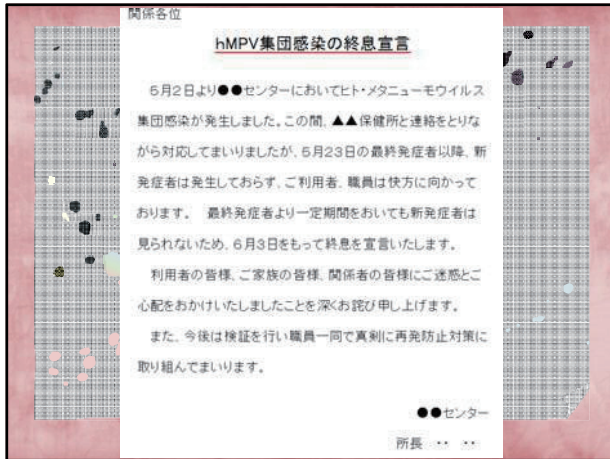 関係各位
hMPV集団感染の終息宣言
5月2日より●●センターにおいてヒト・メタニューモウイルス
集団感染が発生しました。この間、▲▲保健所と連絡をとりな
がら対応してまいりましたが、5月23日の最終発症者以降、新
発症者は発生しておらず、ご利用者、職員は快方に向かって
おります。 最終発症者より一定期間をおいても新発症者は
見られないため、6月3日をもって終息を宣言いたします。
利用者の皆様、ご家族の皆様、関係者の皆様にご迷惑とご
心配をおかけいたしましたことを深くお詫び申し上げます。
また、今後は検証を行い職員一同で真剣に再発防止対策に
取り組んでまいります。
●●センター
所長 ・・ ・・